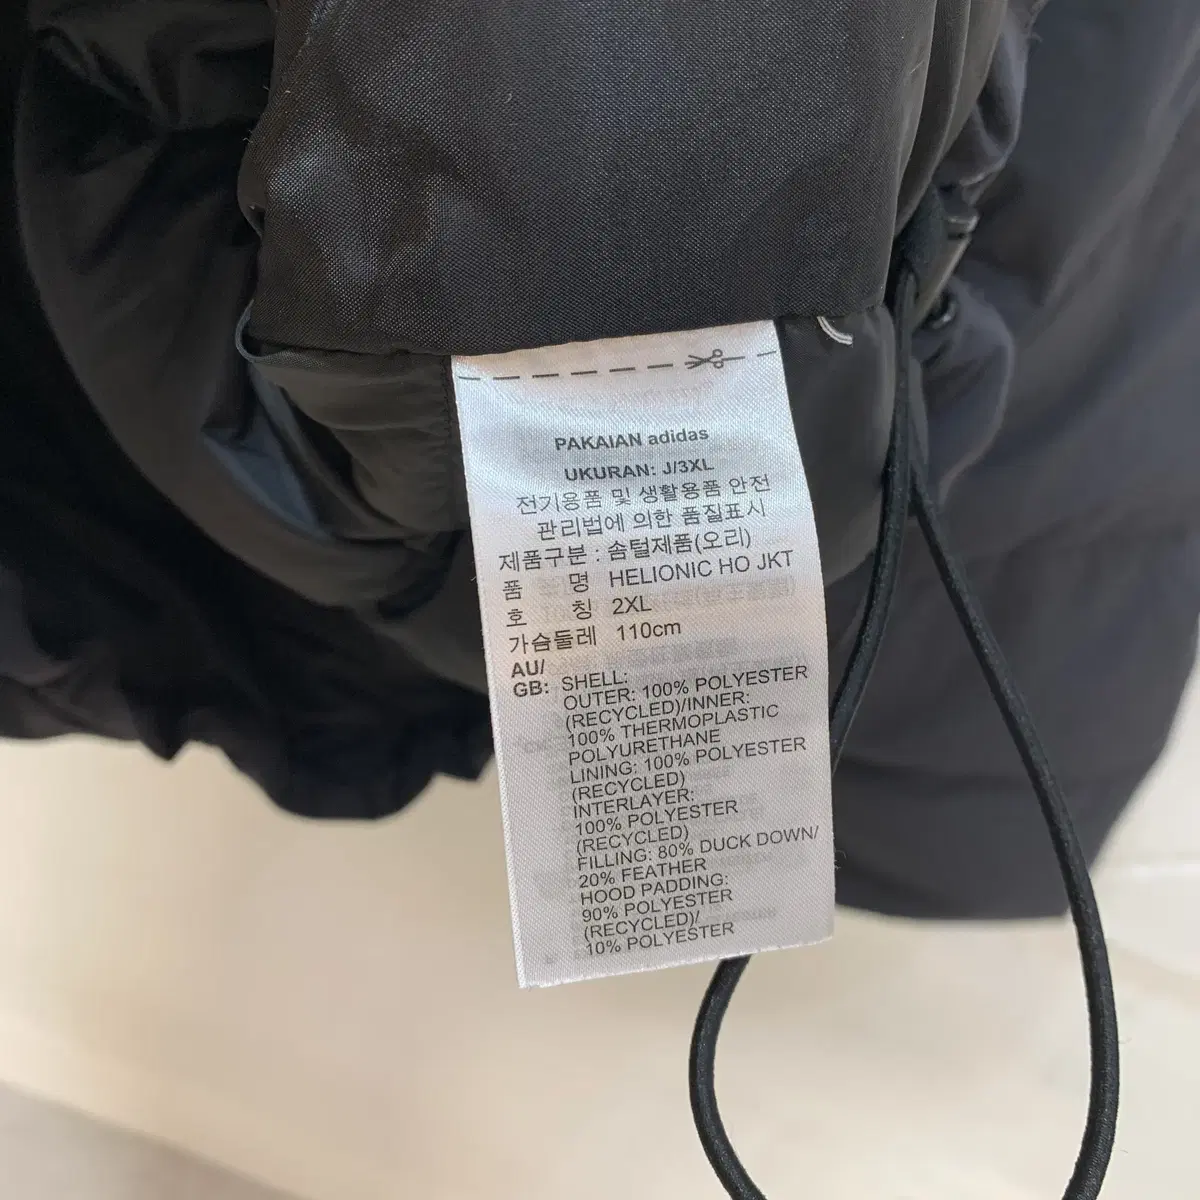 PAKAIAN adidas
UKURAN: J/3XL
전기용품 및 생활용품 안전
관리법에 의한 품질표시
제품구분 : 솜털제품(오리)
품 명 HELIONIC HO JKT
호 칭 2XL
가슴둘레 110cm
AU/
GB: SHELL:
OUTER: 100% POLYESTER
(RECYCLED)/INNER:
100% THERMOPLASTIC
POLYURETHANE
LINING: 100% POLYESTER
(RECYCLED)
INTERLAYER:
100% POLYESTER
(RECYCLED)
FILLING: 80% DUCK DOWN/
20% FEATHER
HOOD PADDING:
90% POLYESTER
(RECYCLED)/
10% POLYESTER